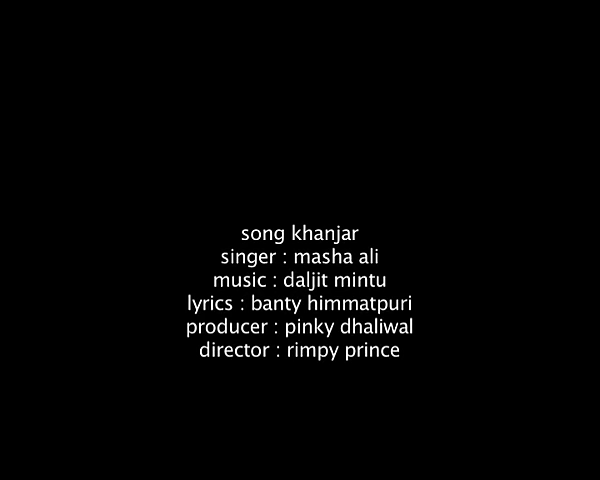 song khanjar
singer : masha ali
music : daljit mintu
lyrics : banty himmatpuri
producer : pinky dhaliwal
director : rimpy prince